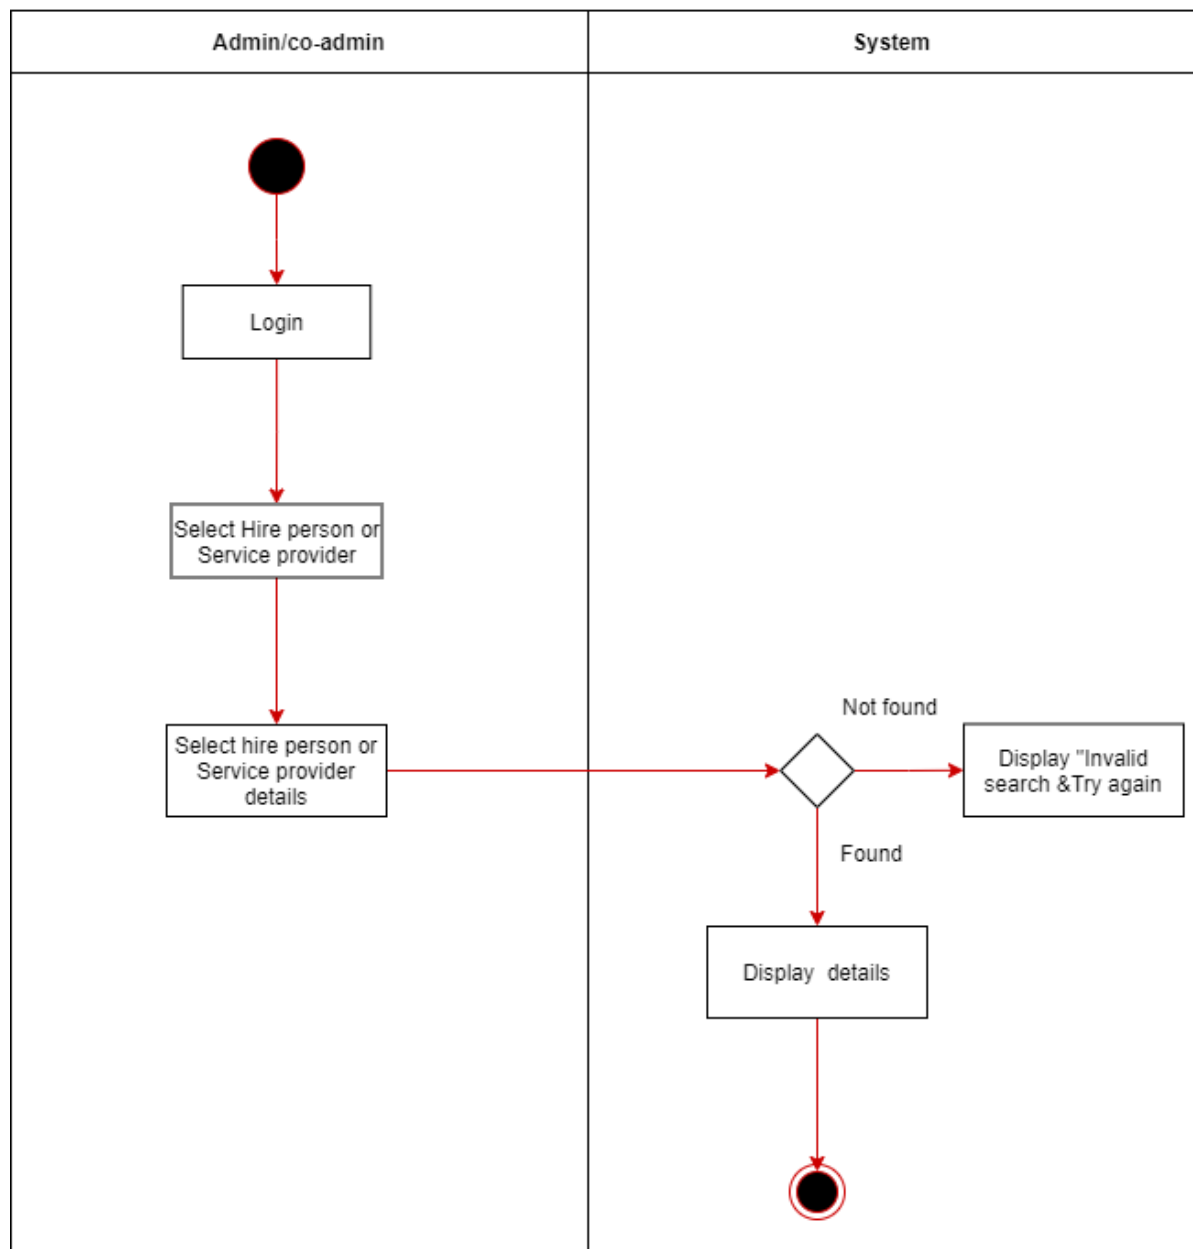 Admin/co-admin
System
Login
Select Hire person or
Service provider
Select hire person or
Service provider
details
Not found
Display "Invalid
search &Try again
Found
Display  details